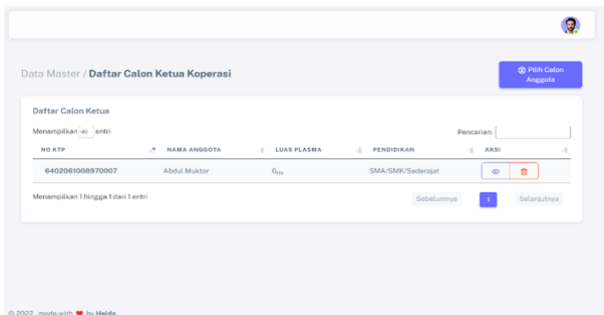 Data Master / Daftar Calon Ketua Koperasi
Pilih Calon
Anggota
Daftar Calon Ketua
Menampilkan entri
Pencarian:
NO KTP NAMA ANGGOTA LUAS PLASMA PENDIDIKAN AKSI
6402061008970007 Abdul Muktar SMA/SMK/Sederajat
Menampilkan 1 hingga 1 dari 1 entri
Sebelumnya 1 Selanjutnya
© 2022 , made with ❤ by Helda